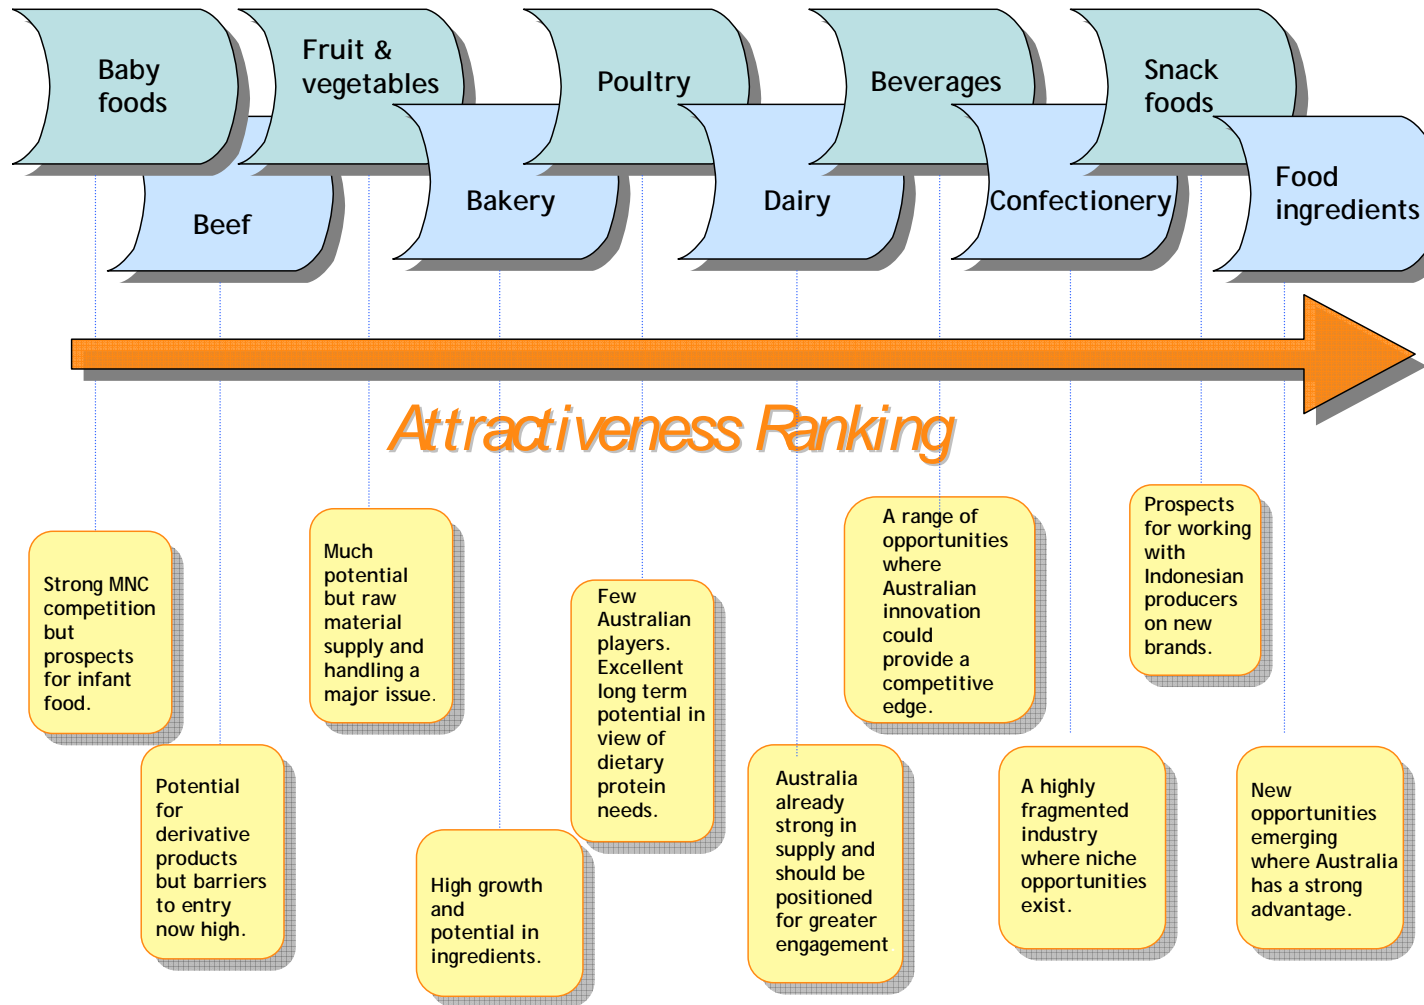 Baby
foods
Fruit &
vegetables
Poultry
Beverages
Snack
foods
Beef
Bakery
Dairy
Confectionery
Food
ingredients
Attractiveness Ranking
Strong MNC
competition
but
prospects
for infant
food.
Potential
for
derivative
products
but barriers
to entry
now high.
Much
potential
but raw
material
supply and
handling a
major issue.
High growth
and
potential in
ingredients.
Few
Australian
players.
Excellent
long term
potential in
view of
dietary
protein
needs.
Australia
already
strong in
supply and
should be
positioned
for greater
engagement
A range of
opportunities
where
Australian
innovation
could
provide a
competitive
edge.
A highly
fragmented
industry
where niche
opportunities
exist.
Prospects
for working
with
Indonesian
producers
on new
brands.
New
opportunities
emerging
where Australia
has a strong
advantage.